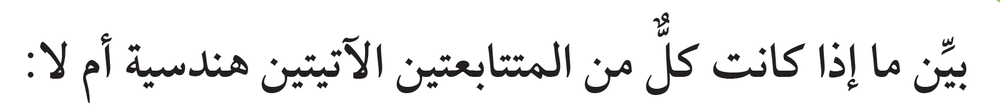 بيّن ما إذا كانت كلٌّ من المتتابعتين الآتيتين هندسية أم لا: